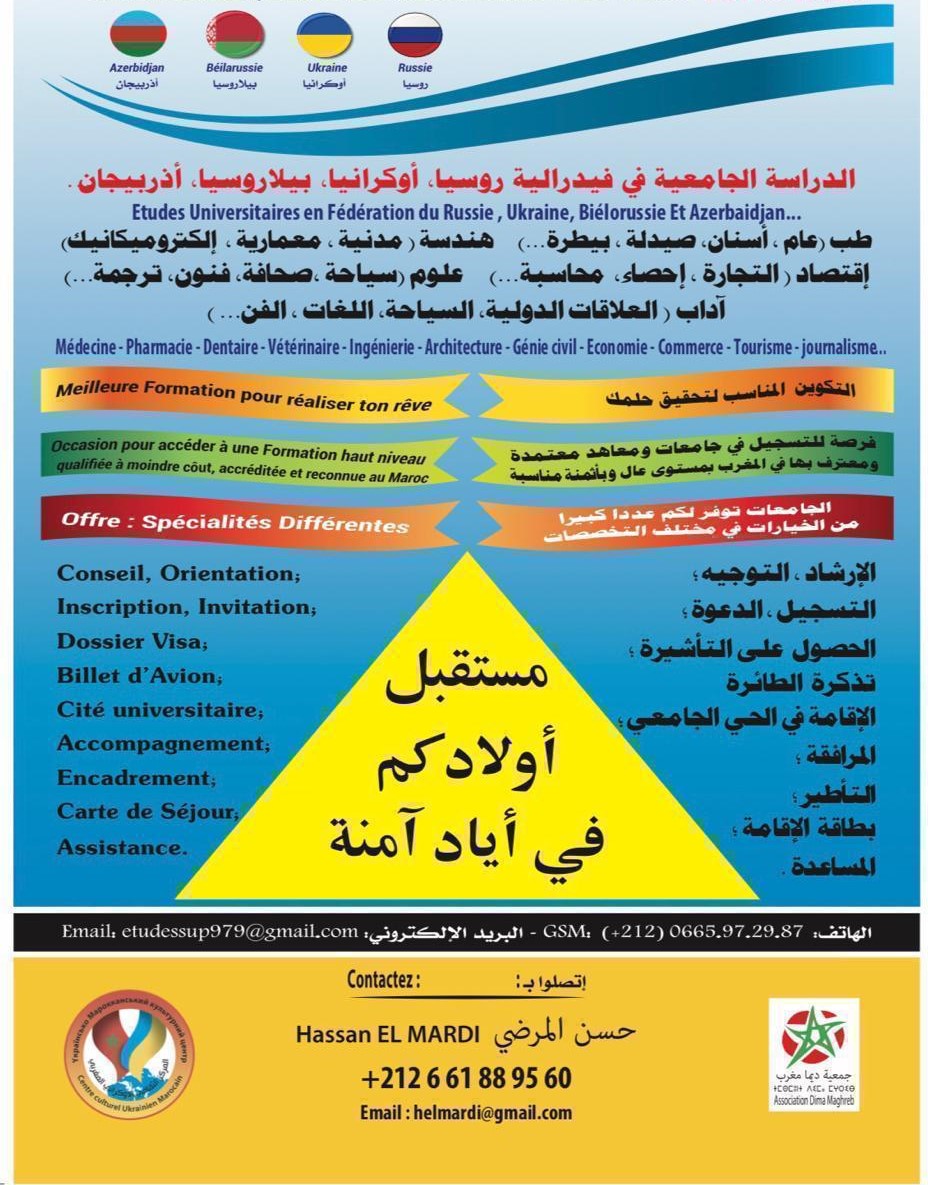 Azerbidjan
أذربيجان
Béilarussie
بيلاروسيا
Ukraine
أوكرانيا
Russie
روسيا
الدراسة الجامعية في فيدرالية روسيا، أوكرانيا، بيلاروسيا، أذربيجان .
Etudes Universitaires en Fédération du Russie , Ukraine, Biélorussie Et Azerbaidjan...
طب (عام ، أسنان، صيدلة ، بيطرة ...) هندسة ( مدنية ، معمارية ، إلكتروميكانيك)
إقتصاد ( التجارة ، إحصاء، محاسبة ...) علوم (سياحة ،صحافة، فنون، ترجمة...)
آداب ( العلاقات الدولية، السياحة، اللغات ، الفن... )
Médecine - Pharmacie - Dentaire - Vétérinaire - Ingénierie - Architecture - Génie civil - Economie - Commerce - Tourisme - journalisme...
Meilleure Formation pour réaliser ton rêve
التكوين المناسب لتحقيق حلمك
Occasion pour accéder à une Formation haut niveau
qualifiée à moindre côut, accréditée et reconnue au Maroc
فرصة للتسجيل في جامعات ومعاهد معتمدة
ومعترف بها في المغرب بمستوى عال وبأثمنة مناسبة
Offre : Spécialités Différentes
الجامعات توفر لكم عددا كبيرا
من الخيارات في مختلف التخصصات
Conseil, Orientation;
Inscription, Invitation;
Dossier Visa;
Billet d’Avion;
Cité universitaire;
Accompagnement;
Encadrement;
Carte de Séjour;
Assistance.
مستقبل
أولادكم
في أياد آمنة
الإرشاد ، التوجيه ؛
التسجيل ، الدعوة ؛
الحصول على التأشيرة ؛
تذكرة الطائرة
الإقامة في الحي الجامعي ؛
المرافقة ؛
التأطير؛
بطاقة الإقامة ؛
المساعدة .
الهاتف: GSM: (+212) 0665.97.29.87 - البريد الإلكتروني: Email: etudessup979@gmail.com
Contactez : إتصلوا بـ :
Hassan EL MARDI حسن المرضي
+212 6 61 88 95 60
Email : helmardi@gmail.com
Українсько Марокканський культурний центр
المركز الثقافي الأوكراني المغربي
Centre culturel Ukrainien Marocain
جمعية ديما مغرب
Association Dima Maghreb